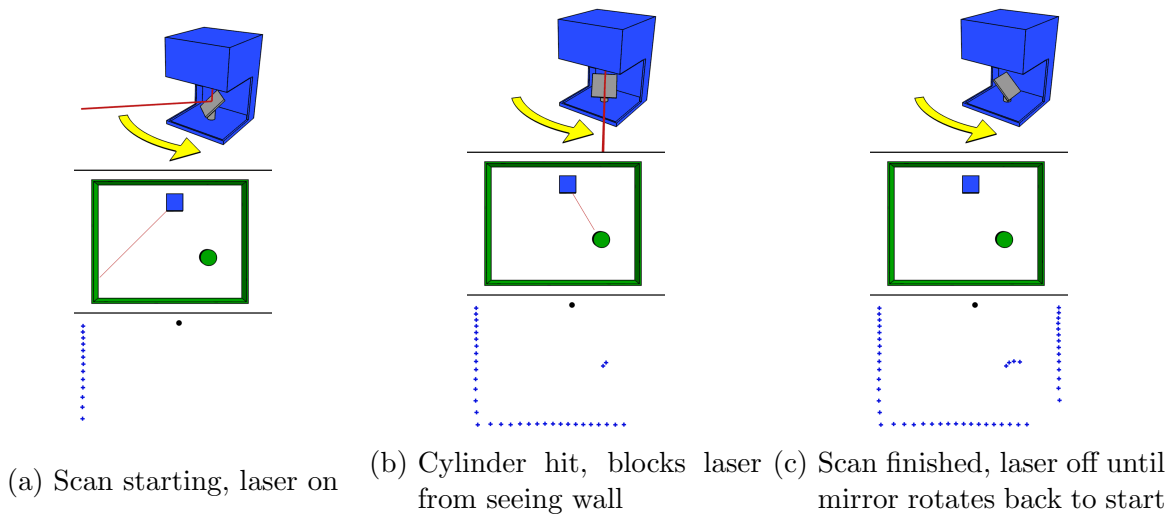 (a) Scan starting, laser on
(b) Cylinder hit, blocks laser
from seeing wall
(c) Scan finished, laser off until
mirror rotates back to start